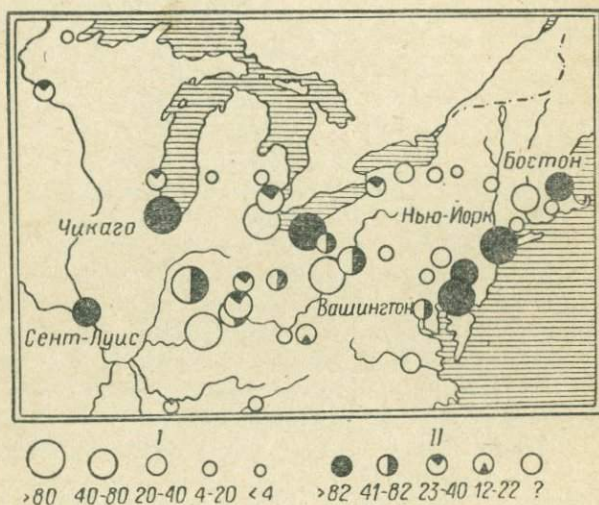 Бостон
Нью-Йорк
Чикаго
Вашингтон
Сент-Луис
I II
>80 40-80 20-40 4-20 <4 >82 41-82 23-40 12-22 ?